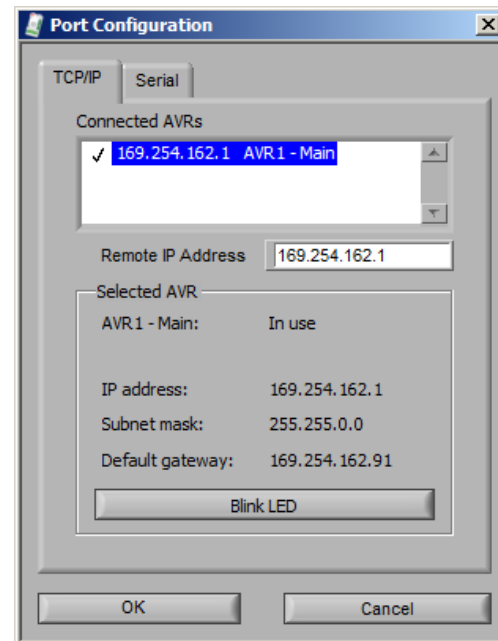 Port Configuration
TCP/IP Serial
Connected AVRs
✓ 169.254.162.1 AVR1 - Main
Remote IP Address 169.254.162.1
Selected AVR
AVR1 - Main: In use
IP address: 169.254.162.1
Subnet mask: 255.255.0.0
Default gateway: 169.254.162.91
Blink LED
OK Cancel